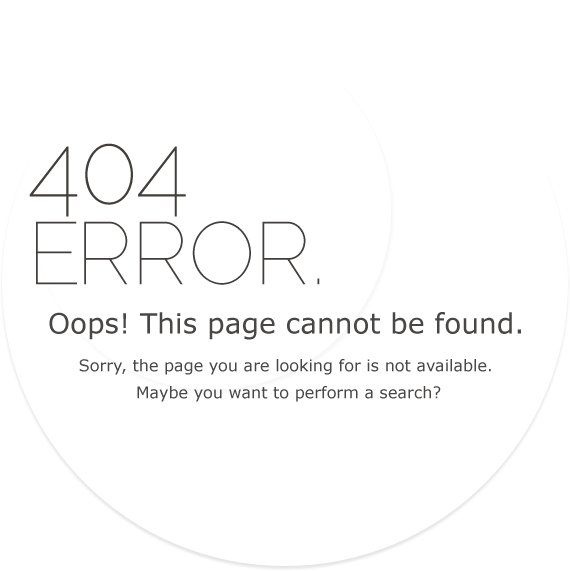 404
ERROR.
Oops! This page cannot be found.
Sorry, the page you are looking for is not available.
Maybe you want to perform a search?